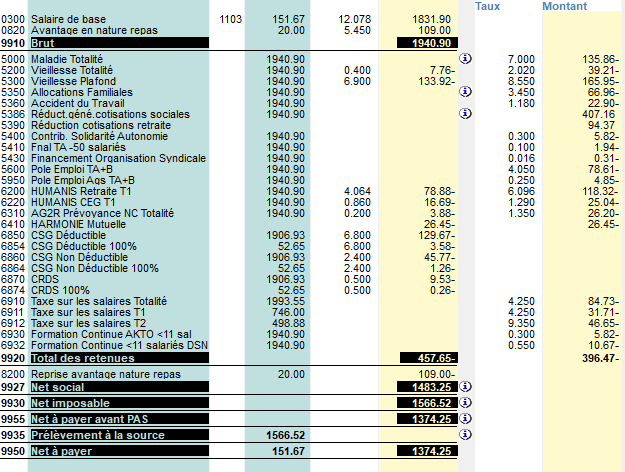 Taux Montant
0300 Salaire de base 1103 151.67 12.078 1831.90
0820 Avantage en nature repas 20.00 5.450 109.00
9910 Brut 1940.90
5000 Maladie Totalité 1940.90 7.000 135.86-
5200 Vieillesse Totalité 1940.90 0.400 7.76- 2.020 39.21-
5300 Vieillesse Plafond 1940.90 6.900 133.92- 8.550 165.95-
5350 Allocations Familiales 1940.90 3.450 66.96-
5360 Accident du Travail 1940.90 1.180 22.90-
5386 Réduct.géné.cotisations sociales 1940.90 407.16
5390 Réduction cotisations retraite 94.37
5400 Contrib. Solidarité Autonomie 1940.90 0.300 5.82-
5410 Fnal TA -50 salariés 1940.90 0.100 1.94-
5430 Financement Organisation Syndicale 1940.90 0.016 0.31-
5600 Pole Emploi TA+B 1940.90 4.050 78.61-
5950 Pole Emploi Ags TA+B 1940.90 0.250 4.85-
6200 HUMANIS Retraite T1 1940.90 4.064 78.88- 6.096 118.32-
6220 HUMANIS CEG T1 1940.90 0.860 16.69- 1.290 25.04-
6310 AG2R Prévoyance NC Totalité 1940.90 0.200 3.88- 1.350 26.20-
6410 HARMONIE Mutuelle 26.45- 26.45-
6850 CSG Déductible 1906.93 6.800 129.67-
6854 CSG Déductible 100% 52.65 6.800 3.58-
6860 CSG Non Déductible 1906.93 2.400 45.77-
6864 CSG Non Déductible 100% 52.65 2.400 1.26-
6870 CRDS 1906.93 0.500 9.53-
6874 CRDS 100% 52.65 0.500 0.26-
6910 Taxe sur les salaires Totalité 1993.55 4.250 84.73-
6911 Taxe sur les salaires T1 746.00 4.250 31.71-
6912 Taxe sur les salaires T2 498.88 9.350 46.65-
6930 Formation Continue AKTO <11 sal 1940.90 0.300 5.82-
6932 Formation Continue <11 salariés DSN 1940.90 0.550 10.67-
9920 Total des retenues 457.65- 396.47-
8200 Reprise avantage nature repas 20.00 109.00-
9927 Net social 1483.25
9930 Net imposable 1566.52
9955 Net à payer avant PAS 1374.25
9935 Prélèvement à la source 1566.52
9950 Net à payer 151.67 1374.25